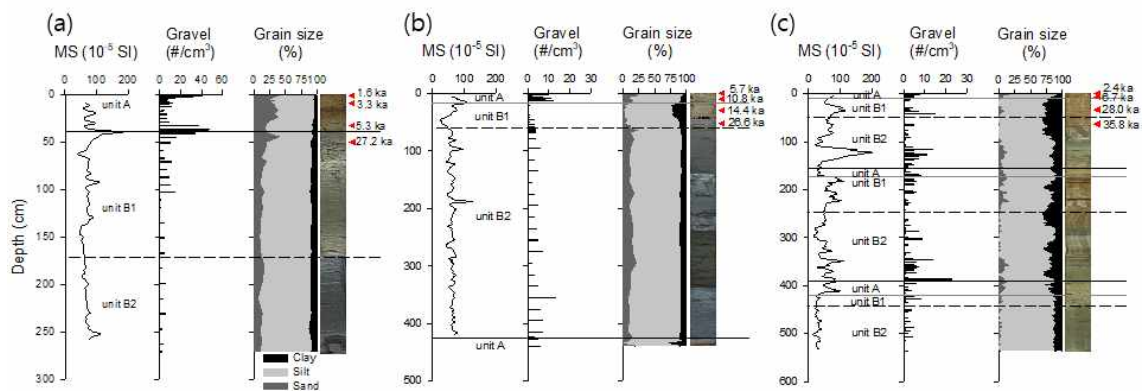 (a)
MS (10⁻⁵ SI)
0 100 200
Gravel
(#/cm³)
0 20 40 60
Grain size
(%)
0 25 50 75 100
Depth (cm)
0
50
100
150
200
250
300
unit A
unit B1
unit B2
1.6 ka
3.3 ka
5.3 ka
27.2 ka
Clay
Silt
Sand
(b)
MS (10⁻⁵ SI)
0 100 200
Gravel
(#/cm³)
0 10 20 30
Grain size
(%)
0 25 50 75 100
0
100
200
300
400
500
unit A
unit B1
unit B2
unit A
5.7 ka
10.8 ka
14.4 ka
26.6 ka
(c)
MS (10⁻⁵ SI)
0 100 200
Gravel
(#/cm³)
0 10 20 30
Grain size
(%)
0 25 50 75 100
0
100
200
300
400
500
600
unit A
unit B1
unit B2
unit A
unit B1
unit B2
unit A
unit B1
unit B2
2.4 ka
6.7 ka
28.0 ka
35.8 ka